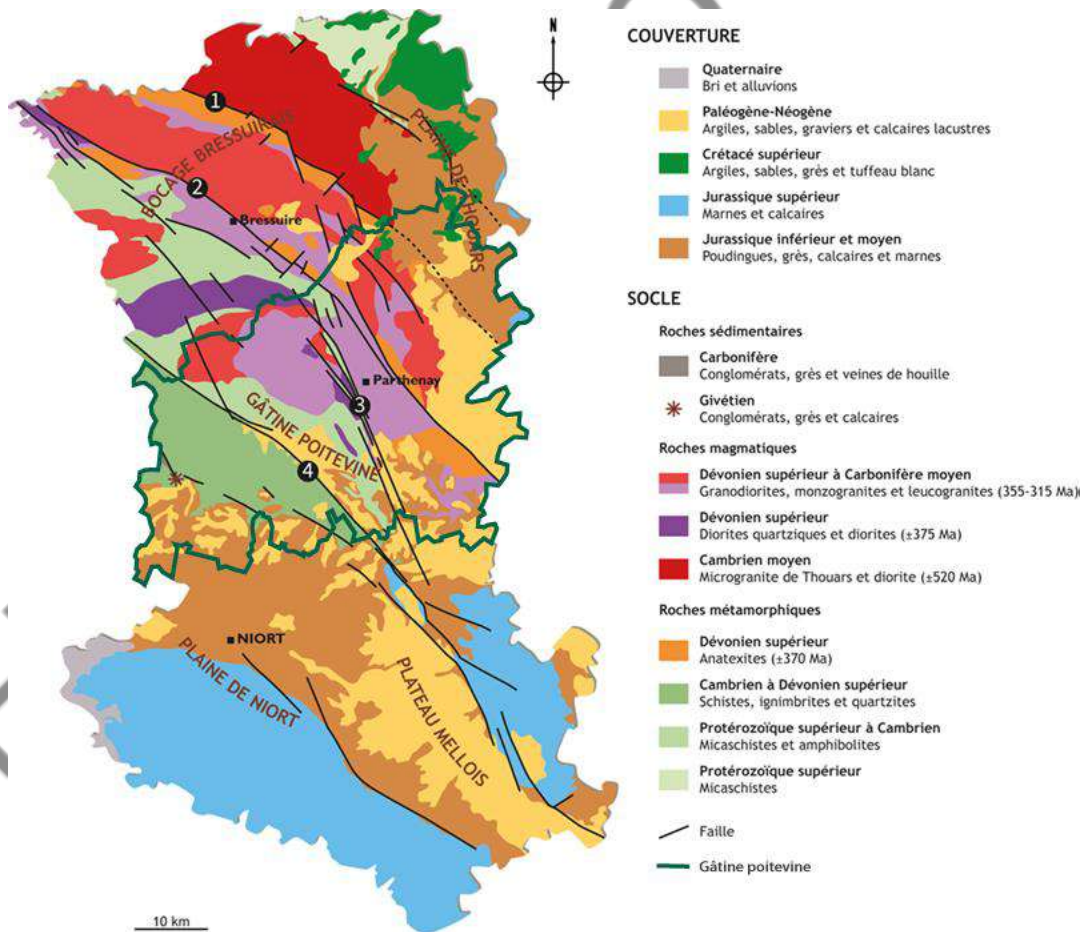 N
1
BOCAGE BRESSUIRAIS
2
Bressuire
PLAINE DE THOUARS
Parthenay
3
GÂTINE POITEVINE
4
NIORT
PLAINE DE NIORT
PLATEAU MELLOIS
10 km
COUVERTURE
Quaternaire
Bri et alluvions
Paléogène-Néogène
Argiles, sables, graviers et calcaires lacustres
Crétacé supérieur
Argiles, sables, grès et tuffeau blanc
Jurassique supérieur
Marnes et calcaires
Jurassique inférieur et moyen
Poudingues, grès, calcaires et marnes
SOCLE
Roches sédimentaires
Carbonifère
Conglomérats, grès et veines de houille
Givétien
Conglomérats, grès et calcaires
Roches magmatiques
Dévonien supérieur à Carbonifère moyen
Granodiorites, monzogranites et leucogranites (355-315 Ma)
Dévonien supérieur
Diorites quartziques et diorites (±375 Ma)
Cambrien moyen
Microgranite de Thouars et diorite (±520 Ma)
Roches métamorphiques
Dévonien supérieur
Anatexites (±370 Ma)
Cambrien à Dévonien supérieur
Schistes, ignimbrites et quartzites
Protérozoïque supérieur à Cambrien
Micaschistes et amphibolites
Protérozoïque supérieur
Micaschistes
Faille
Gâtine poitevine